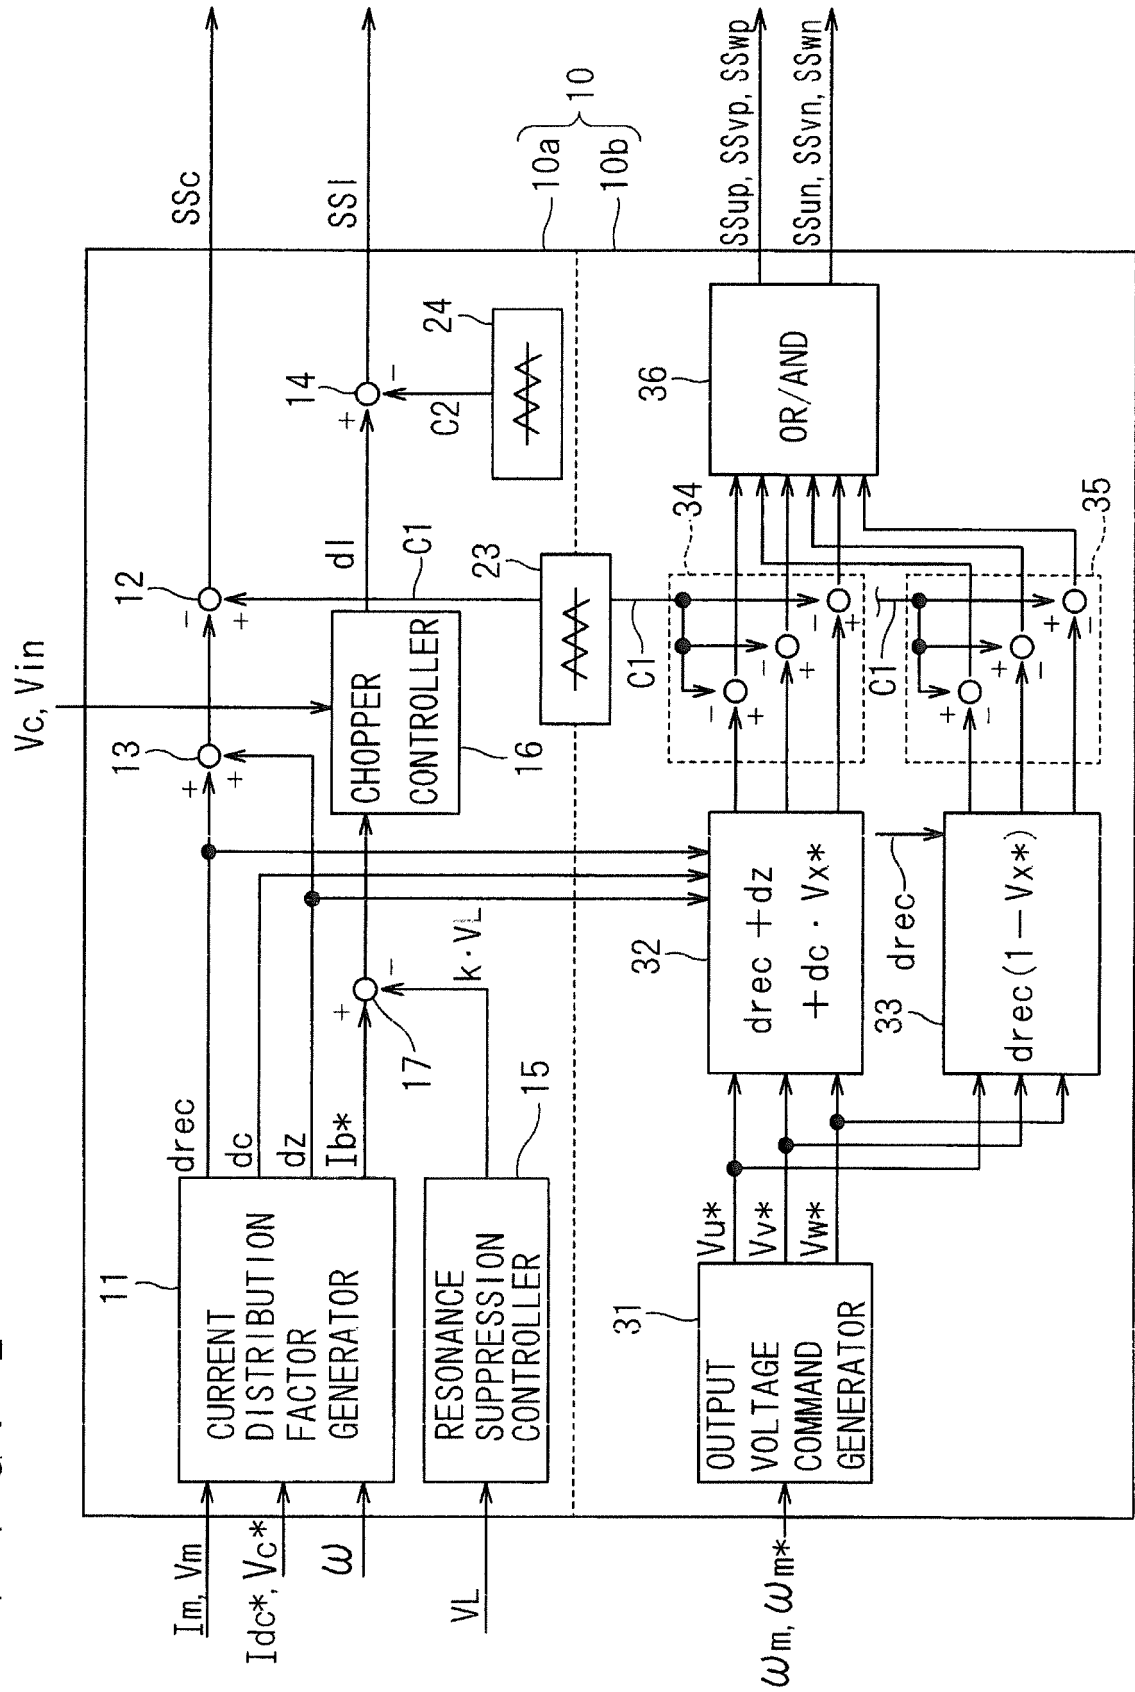 SSc
SSl
10a
10b
10
SSup, SSvp, SSwp
SSun, SSvn, SSwn
Vc, Vin
13
12
14
24
+
+
−
+
+
−
dl
C1
C2
23
CHOPPER
CONTROLLER
16
drec
dc
dz
Ib*
+
−
17
k·VL
11
CURRENT
DISTRIBUTION
FACTOR
GENERATOR
15
RESONANCE
SUPPRESSION
CONTROLLER
Im, Vm
Idc*, Vc*
ω
VL
36
OR/AND
34
C1
−
+
−
+
−
+
35
C1
+
−
+
−
+
−
32
drec +dz
+dc · Vx*
drec
33
drec(1−Vx*)
Vu*
Vv*
Vw*
31
OUTPUT
VOLTAGE
COMMAND
GENERATOR
ωm, ωm*